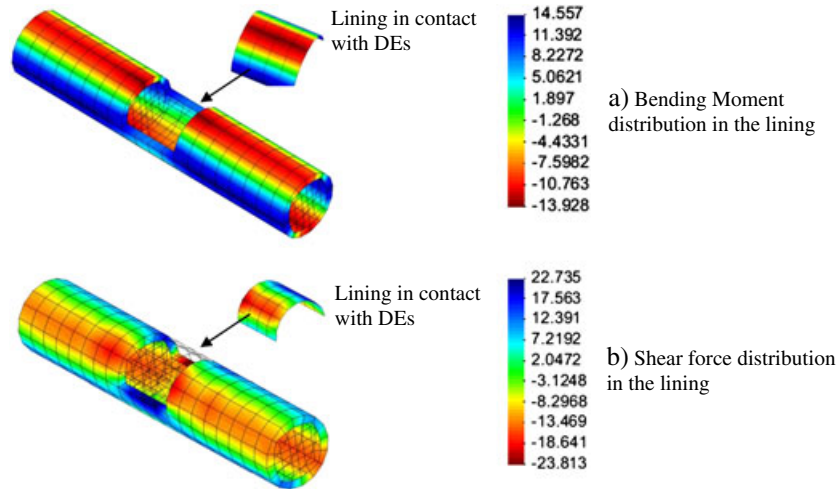 Lining in contact
with DEs
14.557
11.392
8.2272
5.0621
1.897
-1.268
-4.4331
-7.5982
-10.763
-13.928
a) Bending Moment
distribution in the lining
Lining in contact
with DEs
22.735
17.563
12.391
7.2192
2.0472
-3.1248
-8.2968
-13.469
-18.641
-23.813
b) Shear force distribution
in the lining